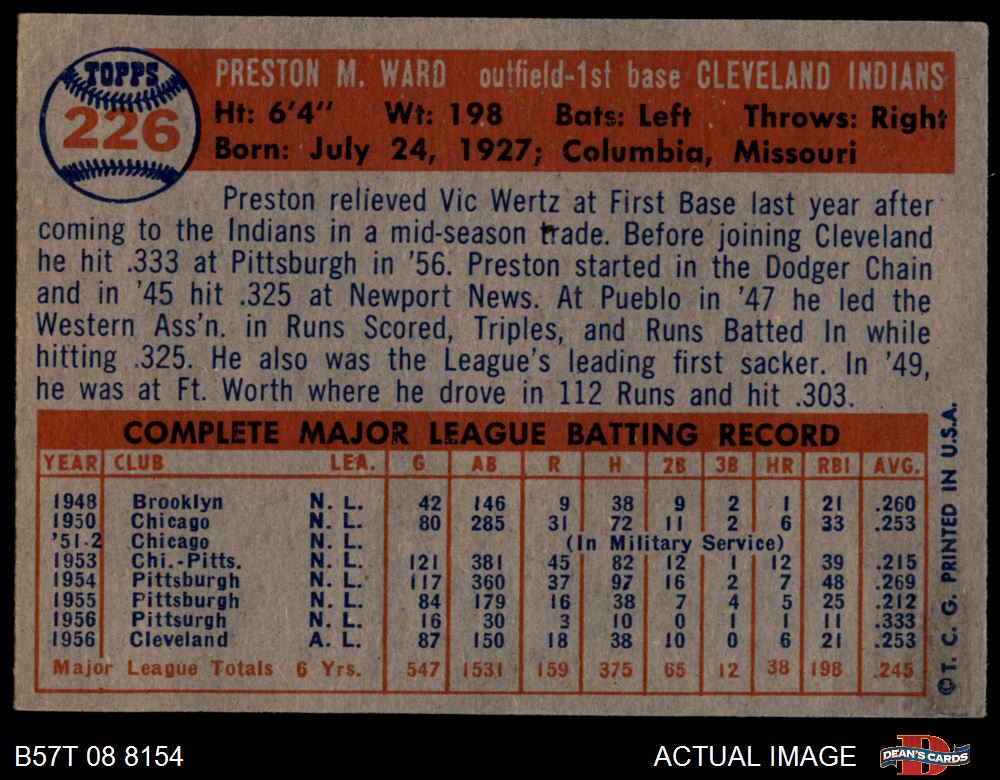 TOPPS
226
PRESTON M. WARD outfield-1st base CLEVELAND INDIANS
Ht: 6'4" Wt: 198 Bats: Left Throws: Right
Born: July 24, 1927; Columbia, Missouri
Preston relieved Vic Wertz at First Base last year after
coming to the Indians in a mid-season trade. Before joining Cleveland
he hit .333 at Pittsburgh in '56. Preston started in the Dodger Chain
and in '45 hit .325 at Newport News. At Pueblo in '47 he led the
Western Ass'n. in Runs Scored, Triples, and Runs Batted In while
hitting .325. He also was the League's leading first sacker. In '49,
he was at Ft. Worth where he drove in 112 Runs and hit .303.
COMPLETE MAJOR LEAGUE BATTING RECORD
YEAR CLUB LEA. G AB R H 2B 3B HR RBI AVG.
1948 Brooklyn N. L. 42 146 9 38 9 2 1 21 .260
1950 Chicago N. L. 80 285 31 72 11 2 6 33 .253
'51-2 Chicago N. L. (In Military Service)
1953 Chi.-Pitts. N. L. 121 381 45 82 12 1 12 39 .215
1954 Pittsburgh N. L. 117 360 37 97 16 2 7 48 .269
1955 Pittsburgh N. L. 84 179 16 38 7 4 5 25 .212
1956 Pittsurgh N. L. 16 30 3 10 0 1 1 11 .333
1956 Cleveland A. L. 87 150 18 38 10 0 6 21 .253
Major League Totals 6 Yrs. 547 1531 159 375 65 12 38 198 .245
© T. C. G. PRINTED IN U.S.A.
B57T 08 8154 ACTUAL IMAGE DEAN'S CARDS